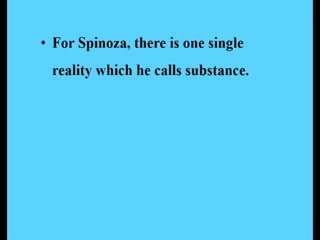 • For Spinoza, there is one single
reality which he calls substance.